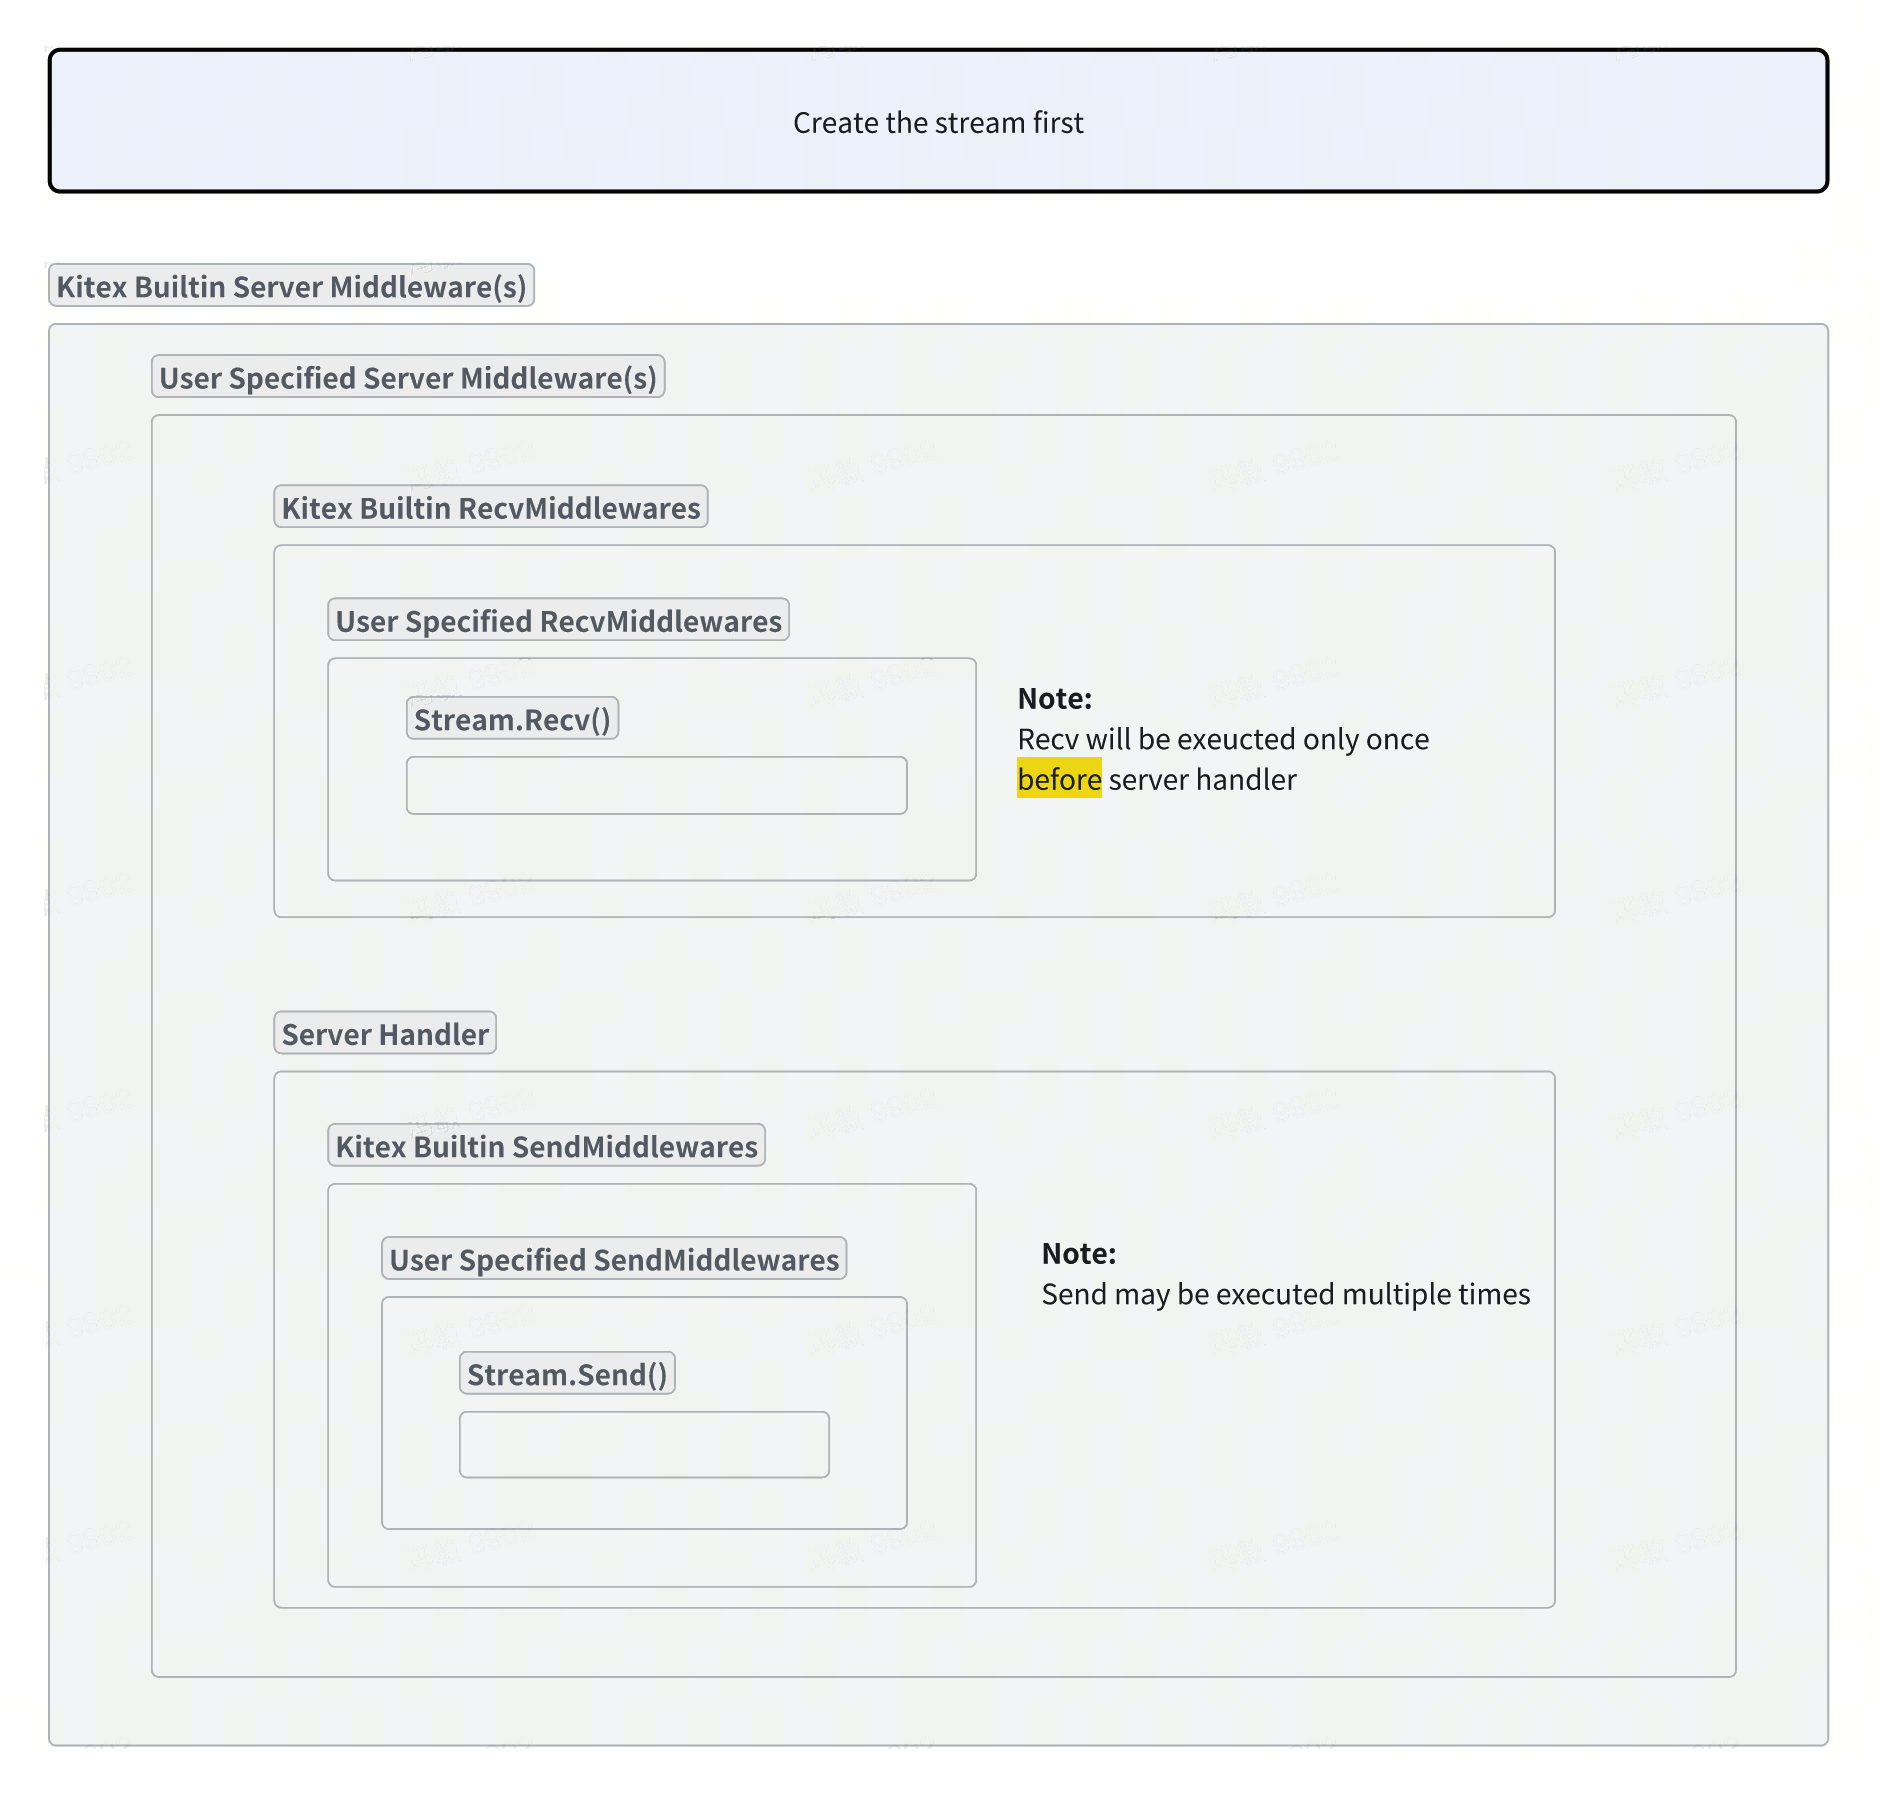 Create the stream first
Kitex Builtin Server Middleware(s)
User Specified Server Middleware(s)
Kitex Builtin RecvMiddlewares
User Specified RecvMiddlewares
Stream.Recv()
Note:
Recv will be exeucted only once
before server handler
Server Handler
Kitex Builtin SendMiddlewares
User Specified SendMiddlewares
Stream.Send()
Note:
Send may be executed multiple times